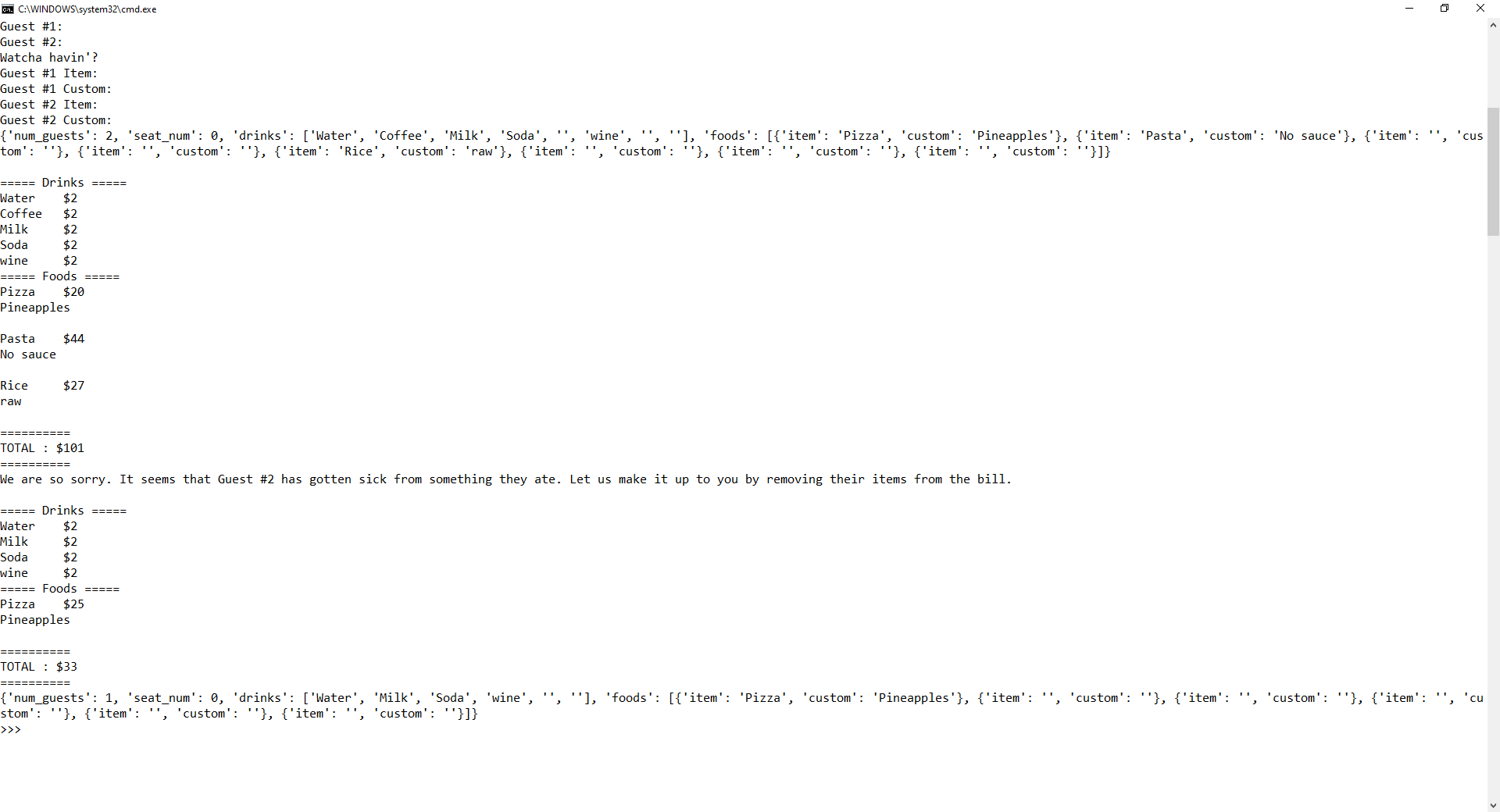 C:\WINDOWS\system32\cmd.exe
Guest #1:
Guest #2:
Watcha havin'?
Guest #1 Item:
Guest #1 Custom:
Guest #2 Item:
Guest #2 Custom:
{'num_guests': 2, 'seat_num': 0, 'drinks': ['Water', 'Coffee', 'Milk', 'Soda', '', 'wine', '', ''], 'foods': [{'item': 'Pizza', 'custom': 'Pineapples'}, {'item': 'Pasta', 'custom': 'No sauce'}, {'item': '', 'cus
tom': ''}, {'item': '', 'custom': ''}, {'item': 'Rice', 'custom': 'raw'}, {'item': '', 'custom': ''}, {'item': '', 'custom': ''}, {'item': '', 'custom': ''}]}
===== Drinks =====
Water    $2
Coffee   $2
Milk     $2
Soda     $2
wine     $2
===== Foods =====
Pizza    $20
Pineapples
Pasta    $44
No sauce
Rice     $27
raw
==========
TOTAL : $101
==========
We are so sorry. It seems that Guest #2 has gotten sick from something they ate. Let us make it up to you by removing their items from the bill.
===== Drinks =====
Water    $2
Milk     $2
Soda     $2
wine     $2
===== Foods =====
Pizza    $25
Pineapples
==========
TOTAL : $33
==========
{'num_guests': 1, 'seat_num': 0, 'drinks': ['Water', 'Milk', 'Soda', 'wine', '', ''], 'foods': [{'item': 'Pizza', 'custom': 'Pineapples'}, {'item': '', 'custom': ''}, {'item': '', 'custom': ''}, {'item': '', 'cu
stom': ''}, {'item': '', 'custom': ''}, {'item': '', 'custom': ''}]}
>>>